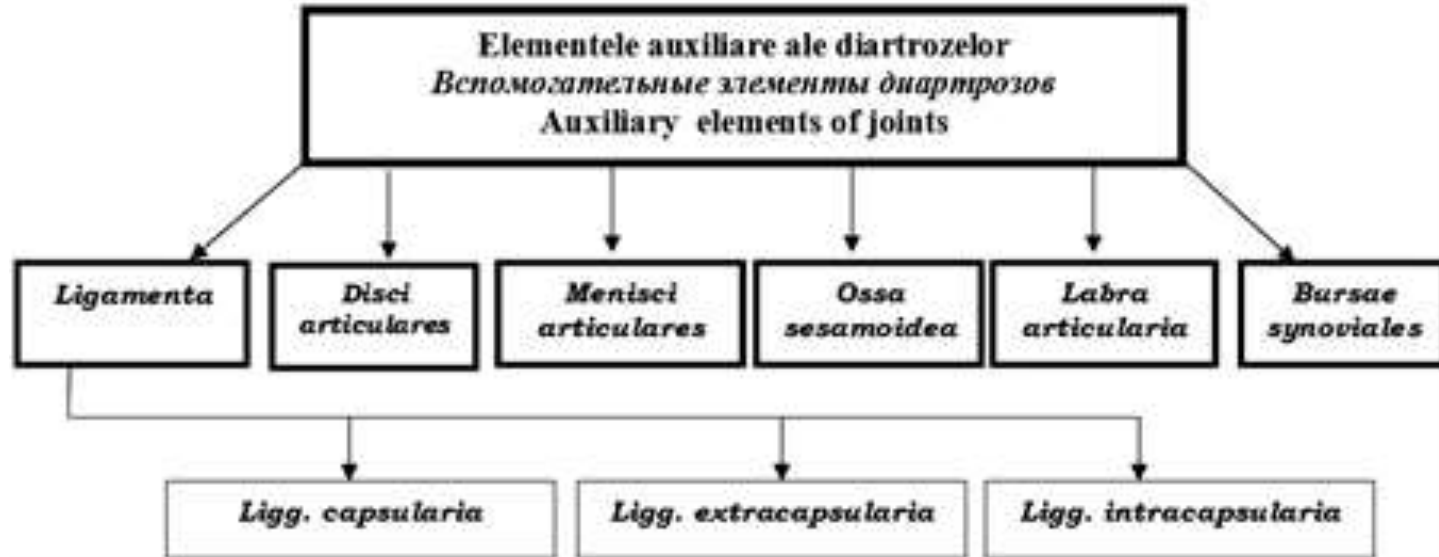 Elementele auxiliare ale diartrozelor
Вспомогательные элементы диартрозов
Auxiliary elements of joints
Ligamenta
Disci
articulares
Menisci
articulares
Ossa
sesamoidea
Labra
articularia
Bursae
synoviales
Ligg. capsularia
Ligg. extracapsularia
Ligg. intracapsularia